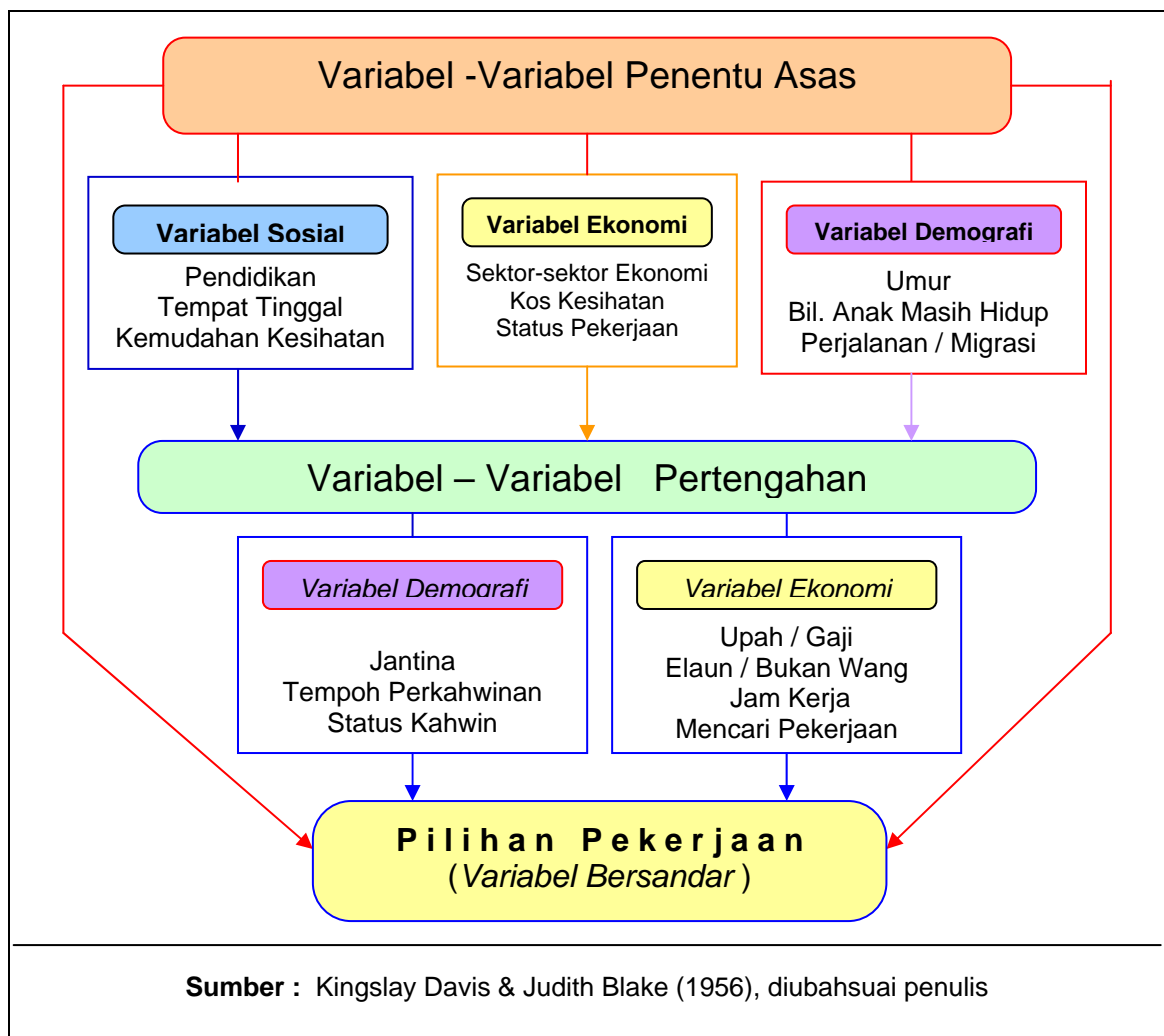 Variabel -Variabel Penentu Asas
Variabel Sosial
Pendidikan
Tempat Tinggal
Kemudahan Kesihatan
Variabel Ekonomi
Sektor-sektor Ekonomi
Kos Kesihatan
Status Pekerjaan
Variabel Demografi
Umur
Bil. Anak Masih Hidup
Perjalanan / Migrasi
Variabel – Variabel Pertengahan
Variabel Demografi
Jantina
Tempoh Perkahwinan
Status Kahwin
Variabel Ekonomi
Upah / Gaji
Elaun / Bukan Wang
Jam Kerja
Mencari Pekerjaan
Pilihan Pekerjaan
(Variabel Bersandar)
Sumber : Kingslay Davis & Judith Blake (1956), diubahsuai penulis